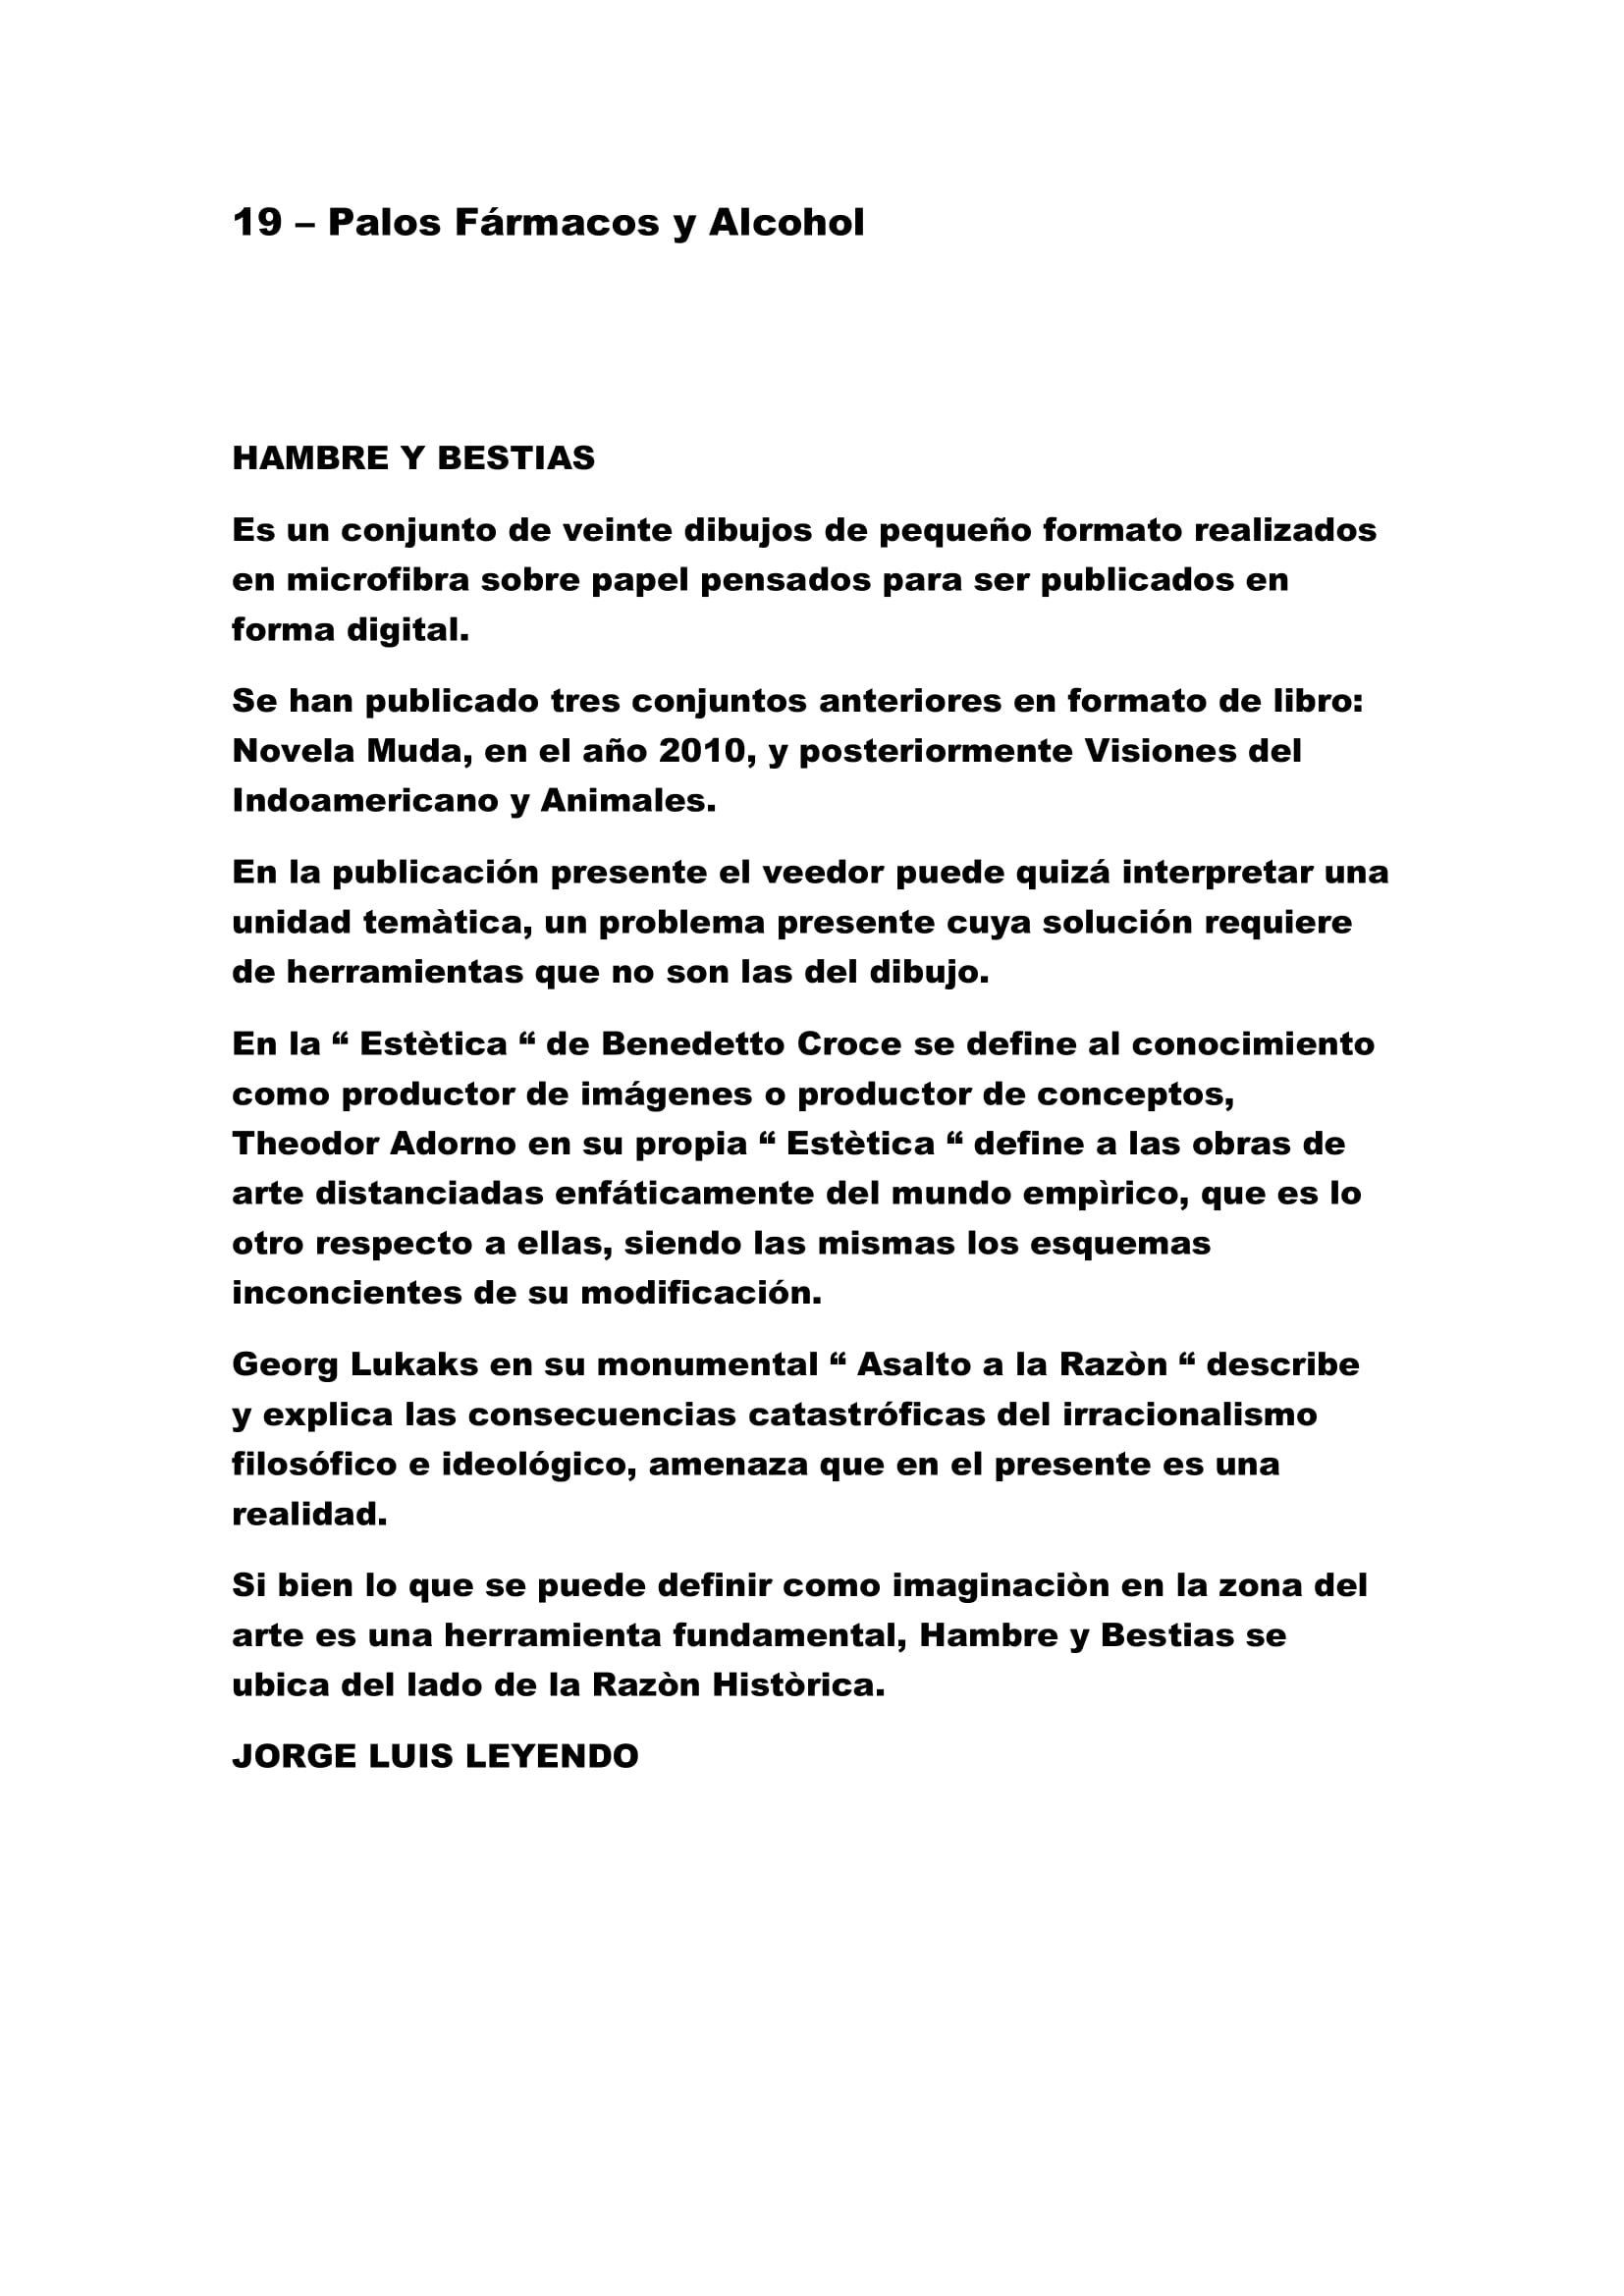 19 – Palos Fármacos y Alcohol
HAMBRE Y BESTIAS
Es un conjunto de veinte dibujos de pequeño formato realizados
en microfibra sobre papel pensados para ser publicados en
forma digital.
Se han publicado tres conjuntos anteriores en formato de libro:
Novela Muda, en el año 2010, y posteriormente Visiones del
Indoamericano y Animales.
En la publicación presente el veedor puede quizá interpretar una
unidad temàtica, un problema presente cuya solución requiere
de herramientas que no son las del dibujo.
En la “ Estètica “ de Benedetto Croce se define al conocimiento
como productor de imágenes o productor de conceptos,
Theodor Adorno en su propia “ Estètica “ define a las obras de
arte distanciadas enfáticamente del mundo empìrico, que es lo
otro respecto a ellas, siendo las mismas los esquemas
inconcientes de su modificación.
Georg Lukaks en su monumental “ Asalto a la Razòn “ describe
y explica las consecuencias catastróficas del irracionalismo
filosófico e ideológico, amenaza que en el presente es una
realidad.
Si bien lo que se puede definir como imaginaciòn en la zona del
arte es una herramienta fundamental, Hambre y Bestias se
ubica del lado de la Razòn Històrica.
JORGE LUIS LEYENDO